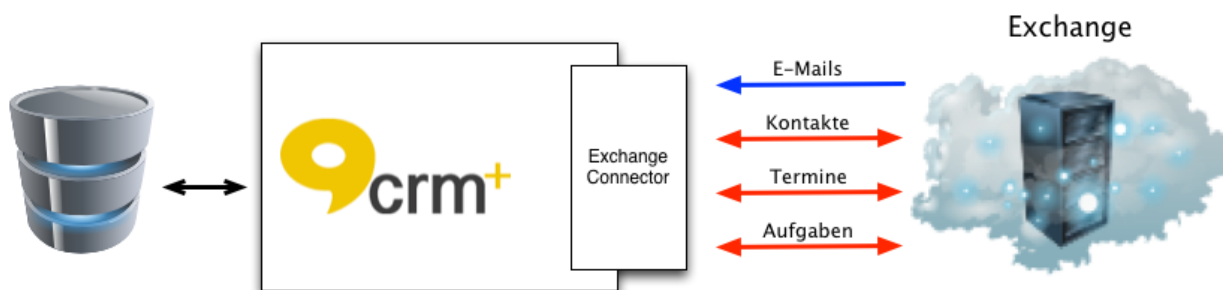 Exchange
E-Mails
Kontakte
Termine
Aufgaben
Exchange
Connector
crm+